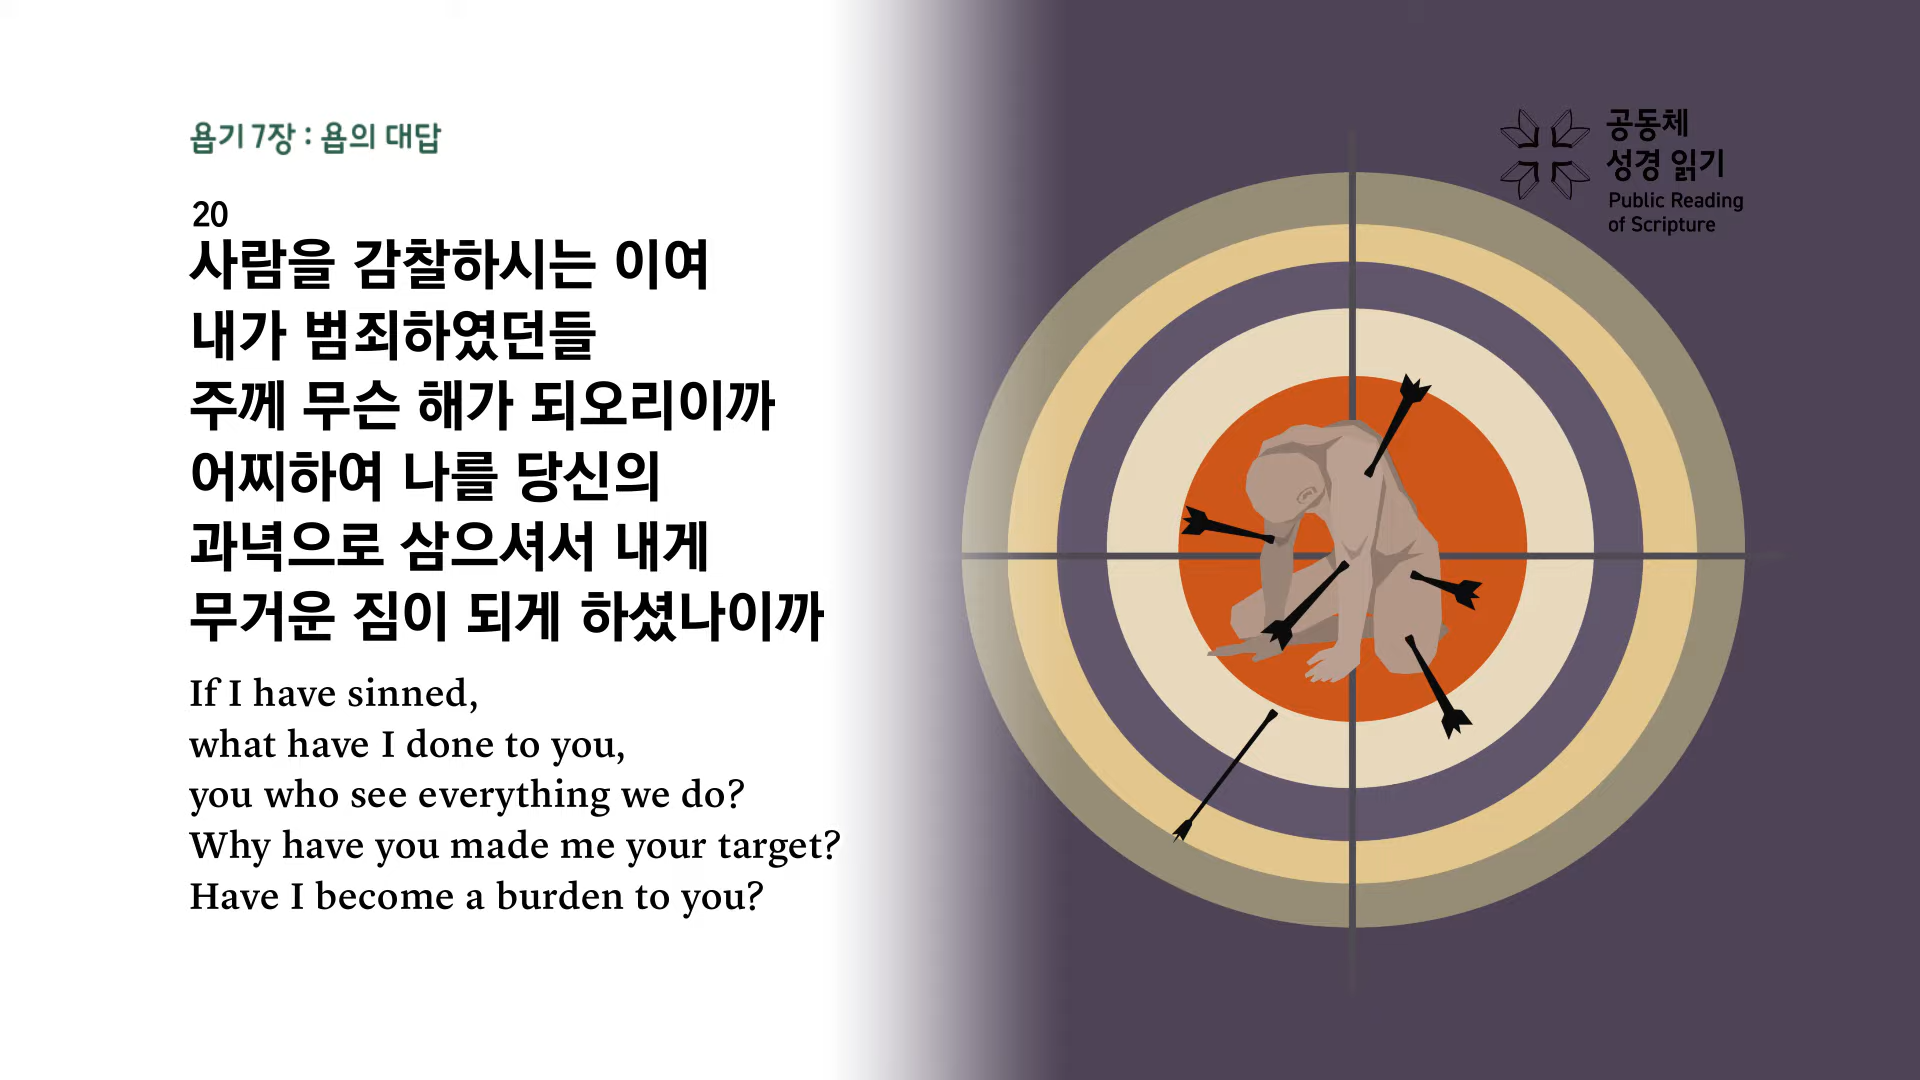 욥기 7장 : 욥의 대답
20
사람을 감찰하시는 이여
내가 범죄하였던들
주께 무슨 해가 되오리이까
어찌하여 나를 당신의
과녁으로 삼으셔서 내게
무거운 짐이 되게 하셨나이까
If I have sinned,
what have I done to you,
you who see everything we do?
Why have you made me your target?
Have I become a burden to you?
공동체
성경 읽기
Public Reading
of Scripture